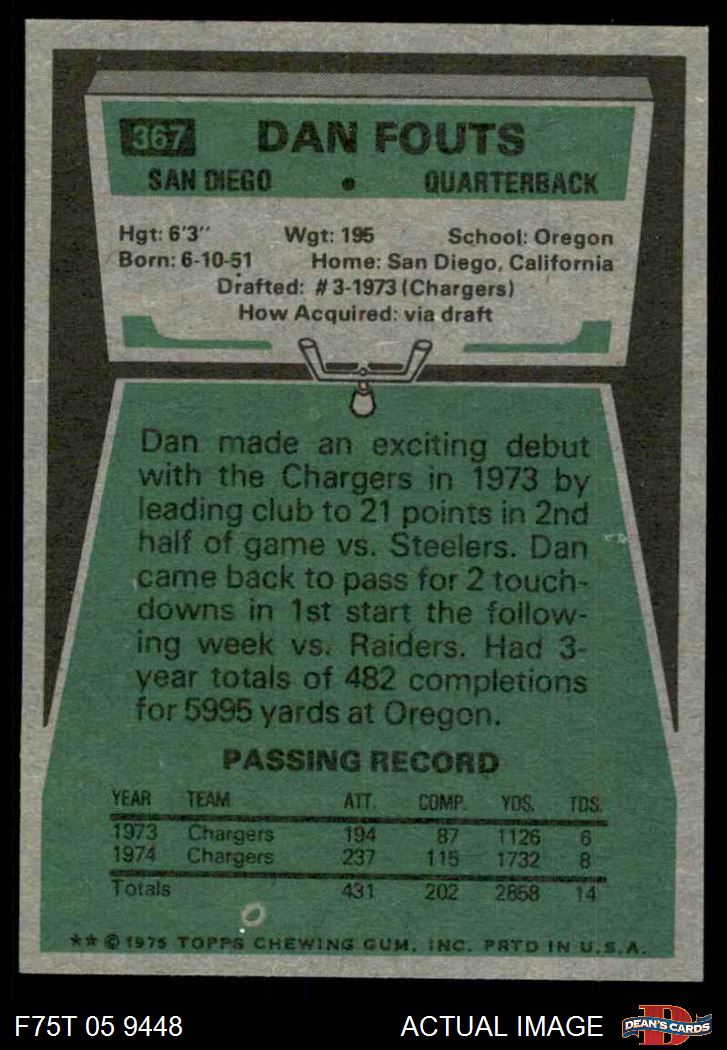 367 DAN FOUTS
SAN DIEGO • QUARTERBACK
Hgt: 6'3" Wgt: 195 School: Oregon
Born: 6-10-51 Home: San Diego, California
Drafted: #3-1973 (Chargers)
How Acquired: via draft
Dan made an exciting debut
with the Chargers in 1973 by
leading club to 21 points in 2nd
half of game vs. Steelers. Dan
came back to pass for 2 touch-
downs in 1st start the follow-
ing week vs. Raiders. Had 3-
year totals of 482 completions
for 5995 yards at Oregon.
PASSING RECORD
YEAR TEAM ATT. COMP. YDS. TDS.
1973 Chargers 194 87 1126 6
1974 Chargers 237 115 1732 8
Totals 431 202 2858 14
** © 1975 TOPPS CHEWING GUM, INC. PRTD IN U.S.A.
F75T 05 9448 ACTUAL IMAGE
D
DEAN'S CARDS